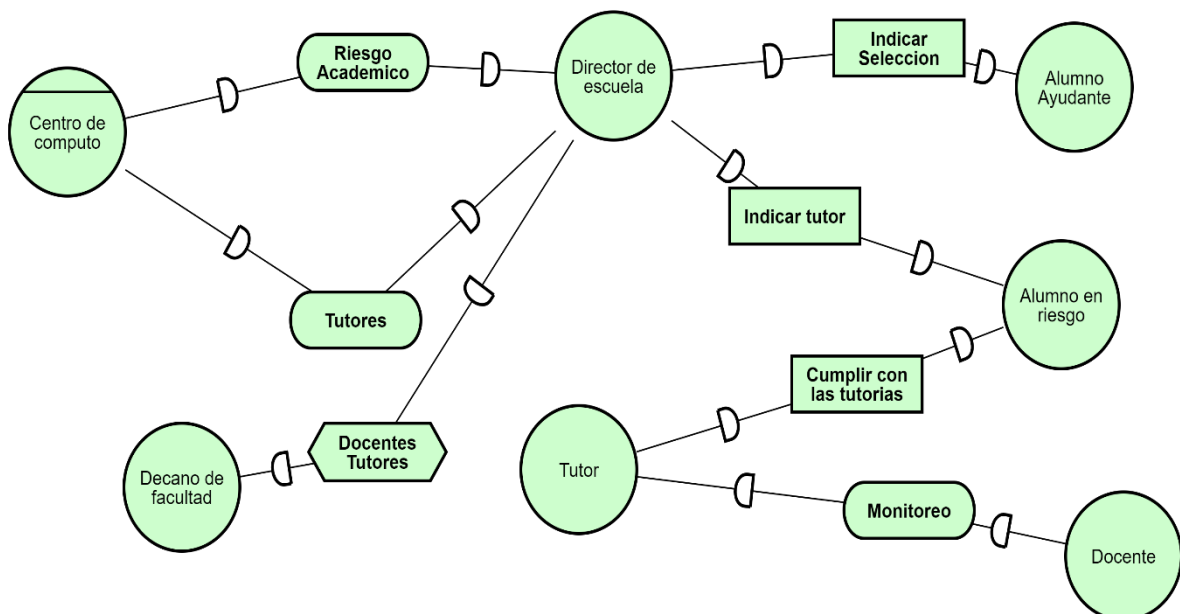 Riesgo
Academico
Director de
escuela
Indicar
Seleccion
Alumno
Ayudante
Centro de
computo
Indicar tutor
Tutores
Alumno en
riesgo
Cumplir con
las tutorias
Docentes
Tutores
Decano de
facultad
Tutor
Monitoreo
Docente